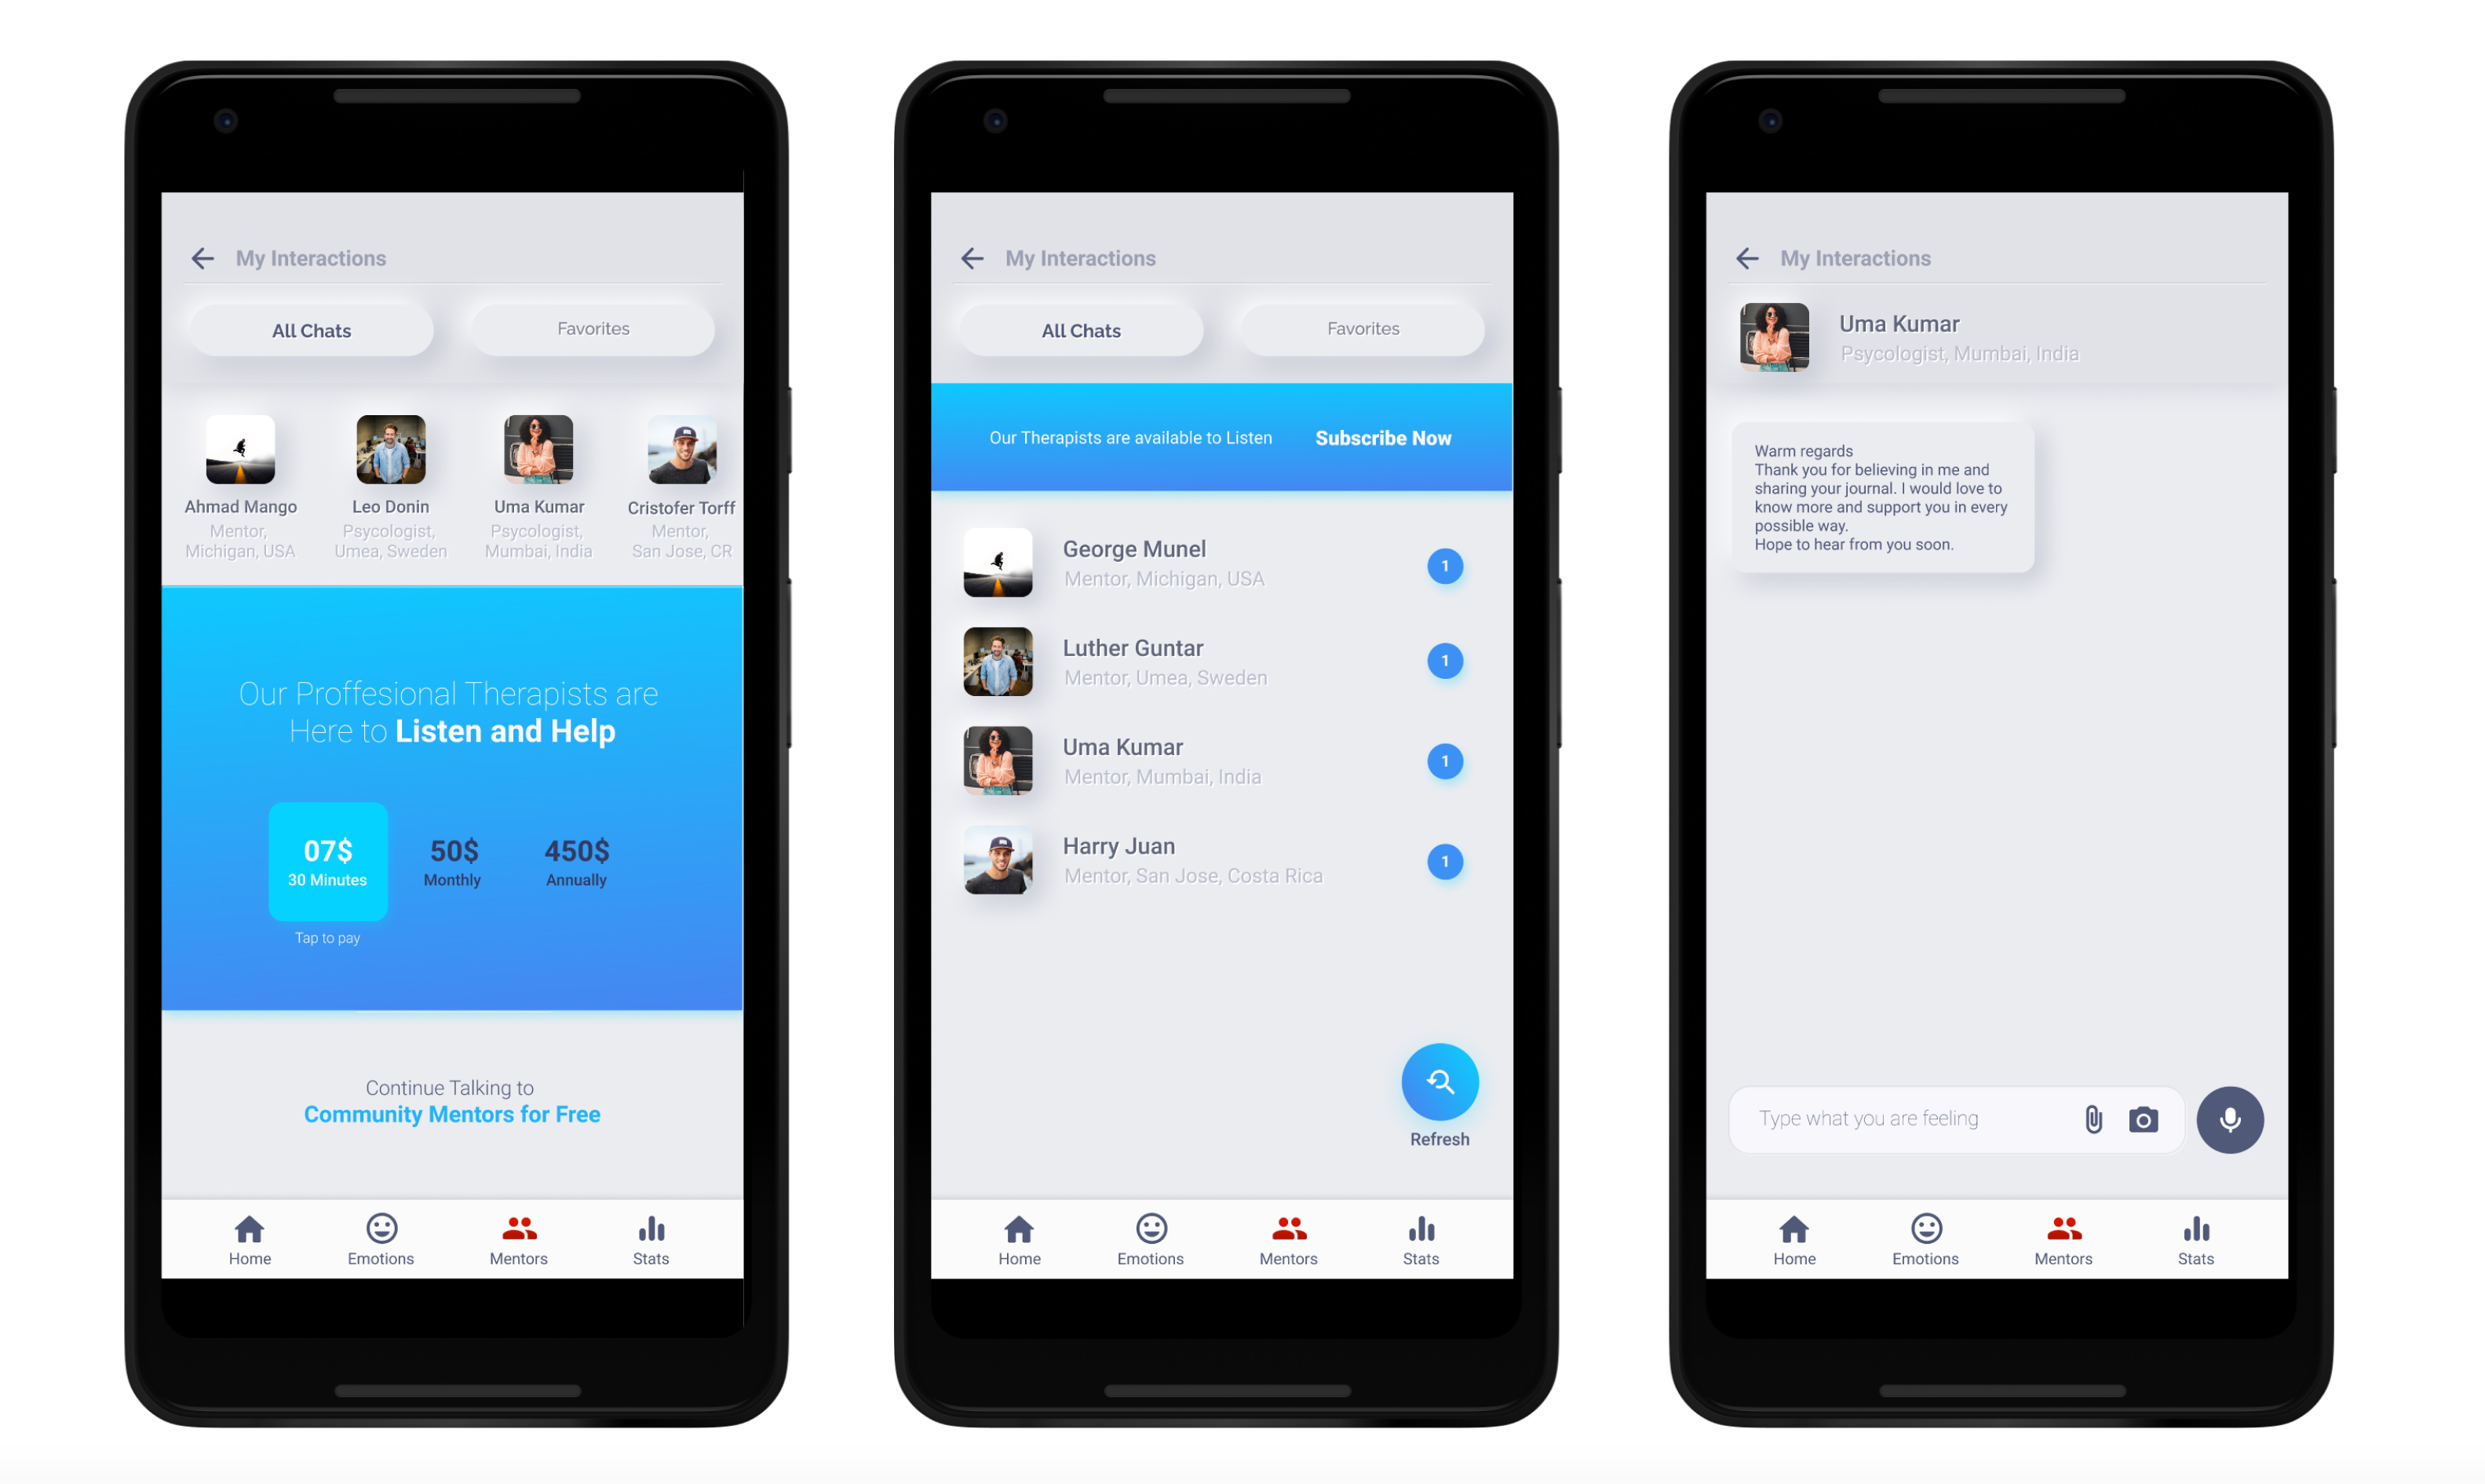 My Interactions
All Chats
Favorites
Ahmad Mango
Mentor,
Michigan, USA
Leo Donin
Psycologist,
Umea, Sweden
Uma Kumar
Psycologist,
Mumbai, India
Cristofer Torff
Mentor,
San Jose, CR
Our Proffesional Therapists are
Here to Listen and Help
07$
30 Minutes
50$
Monthly
450$
Annually
Tap to pay
Continue Talking to
Community Mentors for Free
Home
Emotions
Mentors
Stats
My Interactions
All Chats
Favorites
Our Therapists are available to Listen
Subscribe Now
George Munel
Mentor, Michigan, USA
1
Luther Guntar
Mentor, Umea, Sweden
1
Uma Kumar
Mentor, Mumbai, India
1
Harry Juan
Mentor, San Jose, Costa Rica
1
Refresh
Home
Emotions
Mentors
Stats
My Interactions
Uma Kumar
Psycologist, Mumbai, India
Warm regards
Thank you for believing in me and
sharing your journal. I would love to
know more and support you in every
possible way.
Hope to hear from you soon.
Type what you are feeling
Home
Emotions
Mentors
Stats